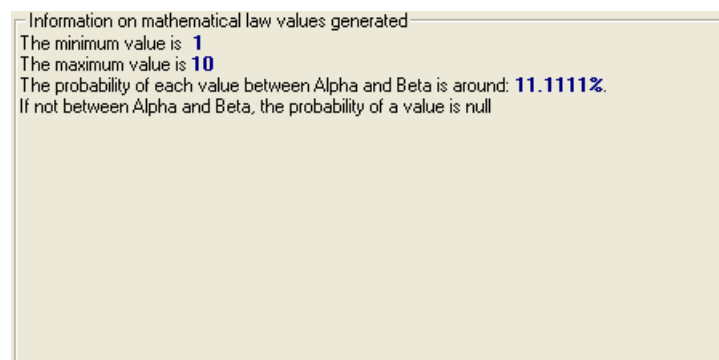 Information on mathematical law values generated
The minimum value is 1
The maximum value is 10
The probability of each value between Alpha and Beta is around: 11.1111%.
If not between Alpha and Beta, the probability of a value is null